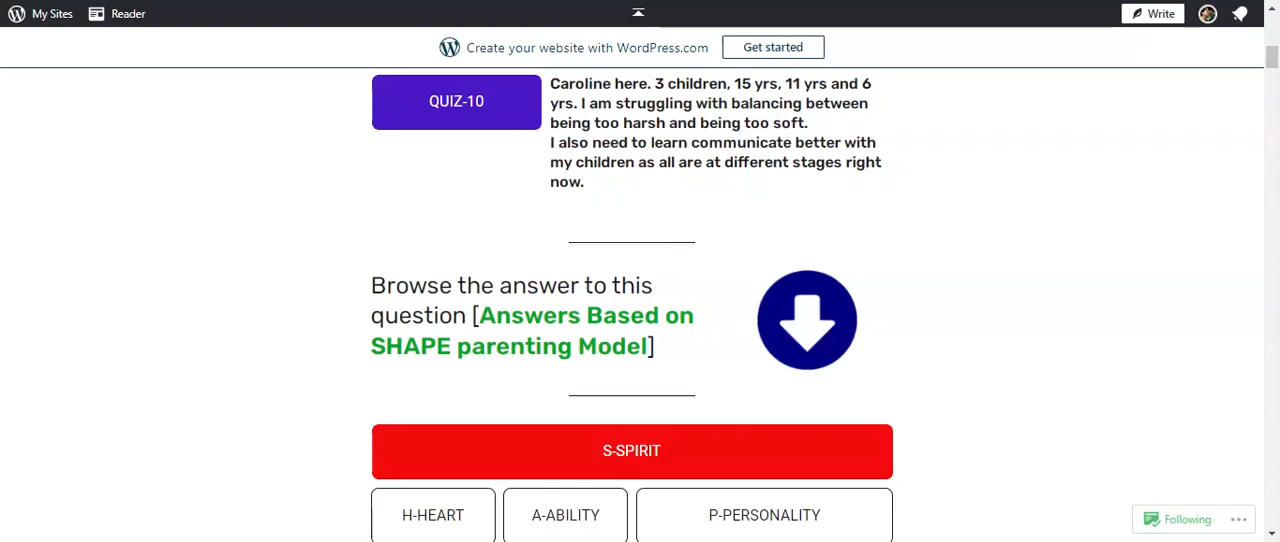 My Sites
Reader
Write
Create your website with WordPress.com
Get started
QUIZ-10
Caroline here. 3 children, 15 yrs, 11 yrs and 6
yrs. I am struggling with balancing between
being too harsh and being too soft.
I also need to learn communicate better with
my children as all are at different stages right
now.
Browse the answer to this
question [Answers Based on
SHAPE parenting Model]
S-SPIRIT
H-HEART
A-ABILITY
P-PERSONALITY
Following